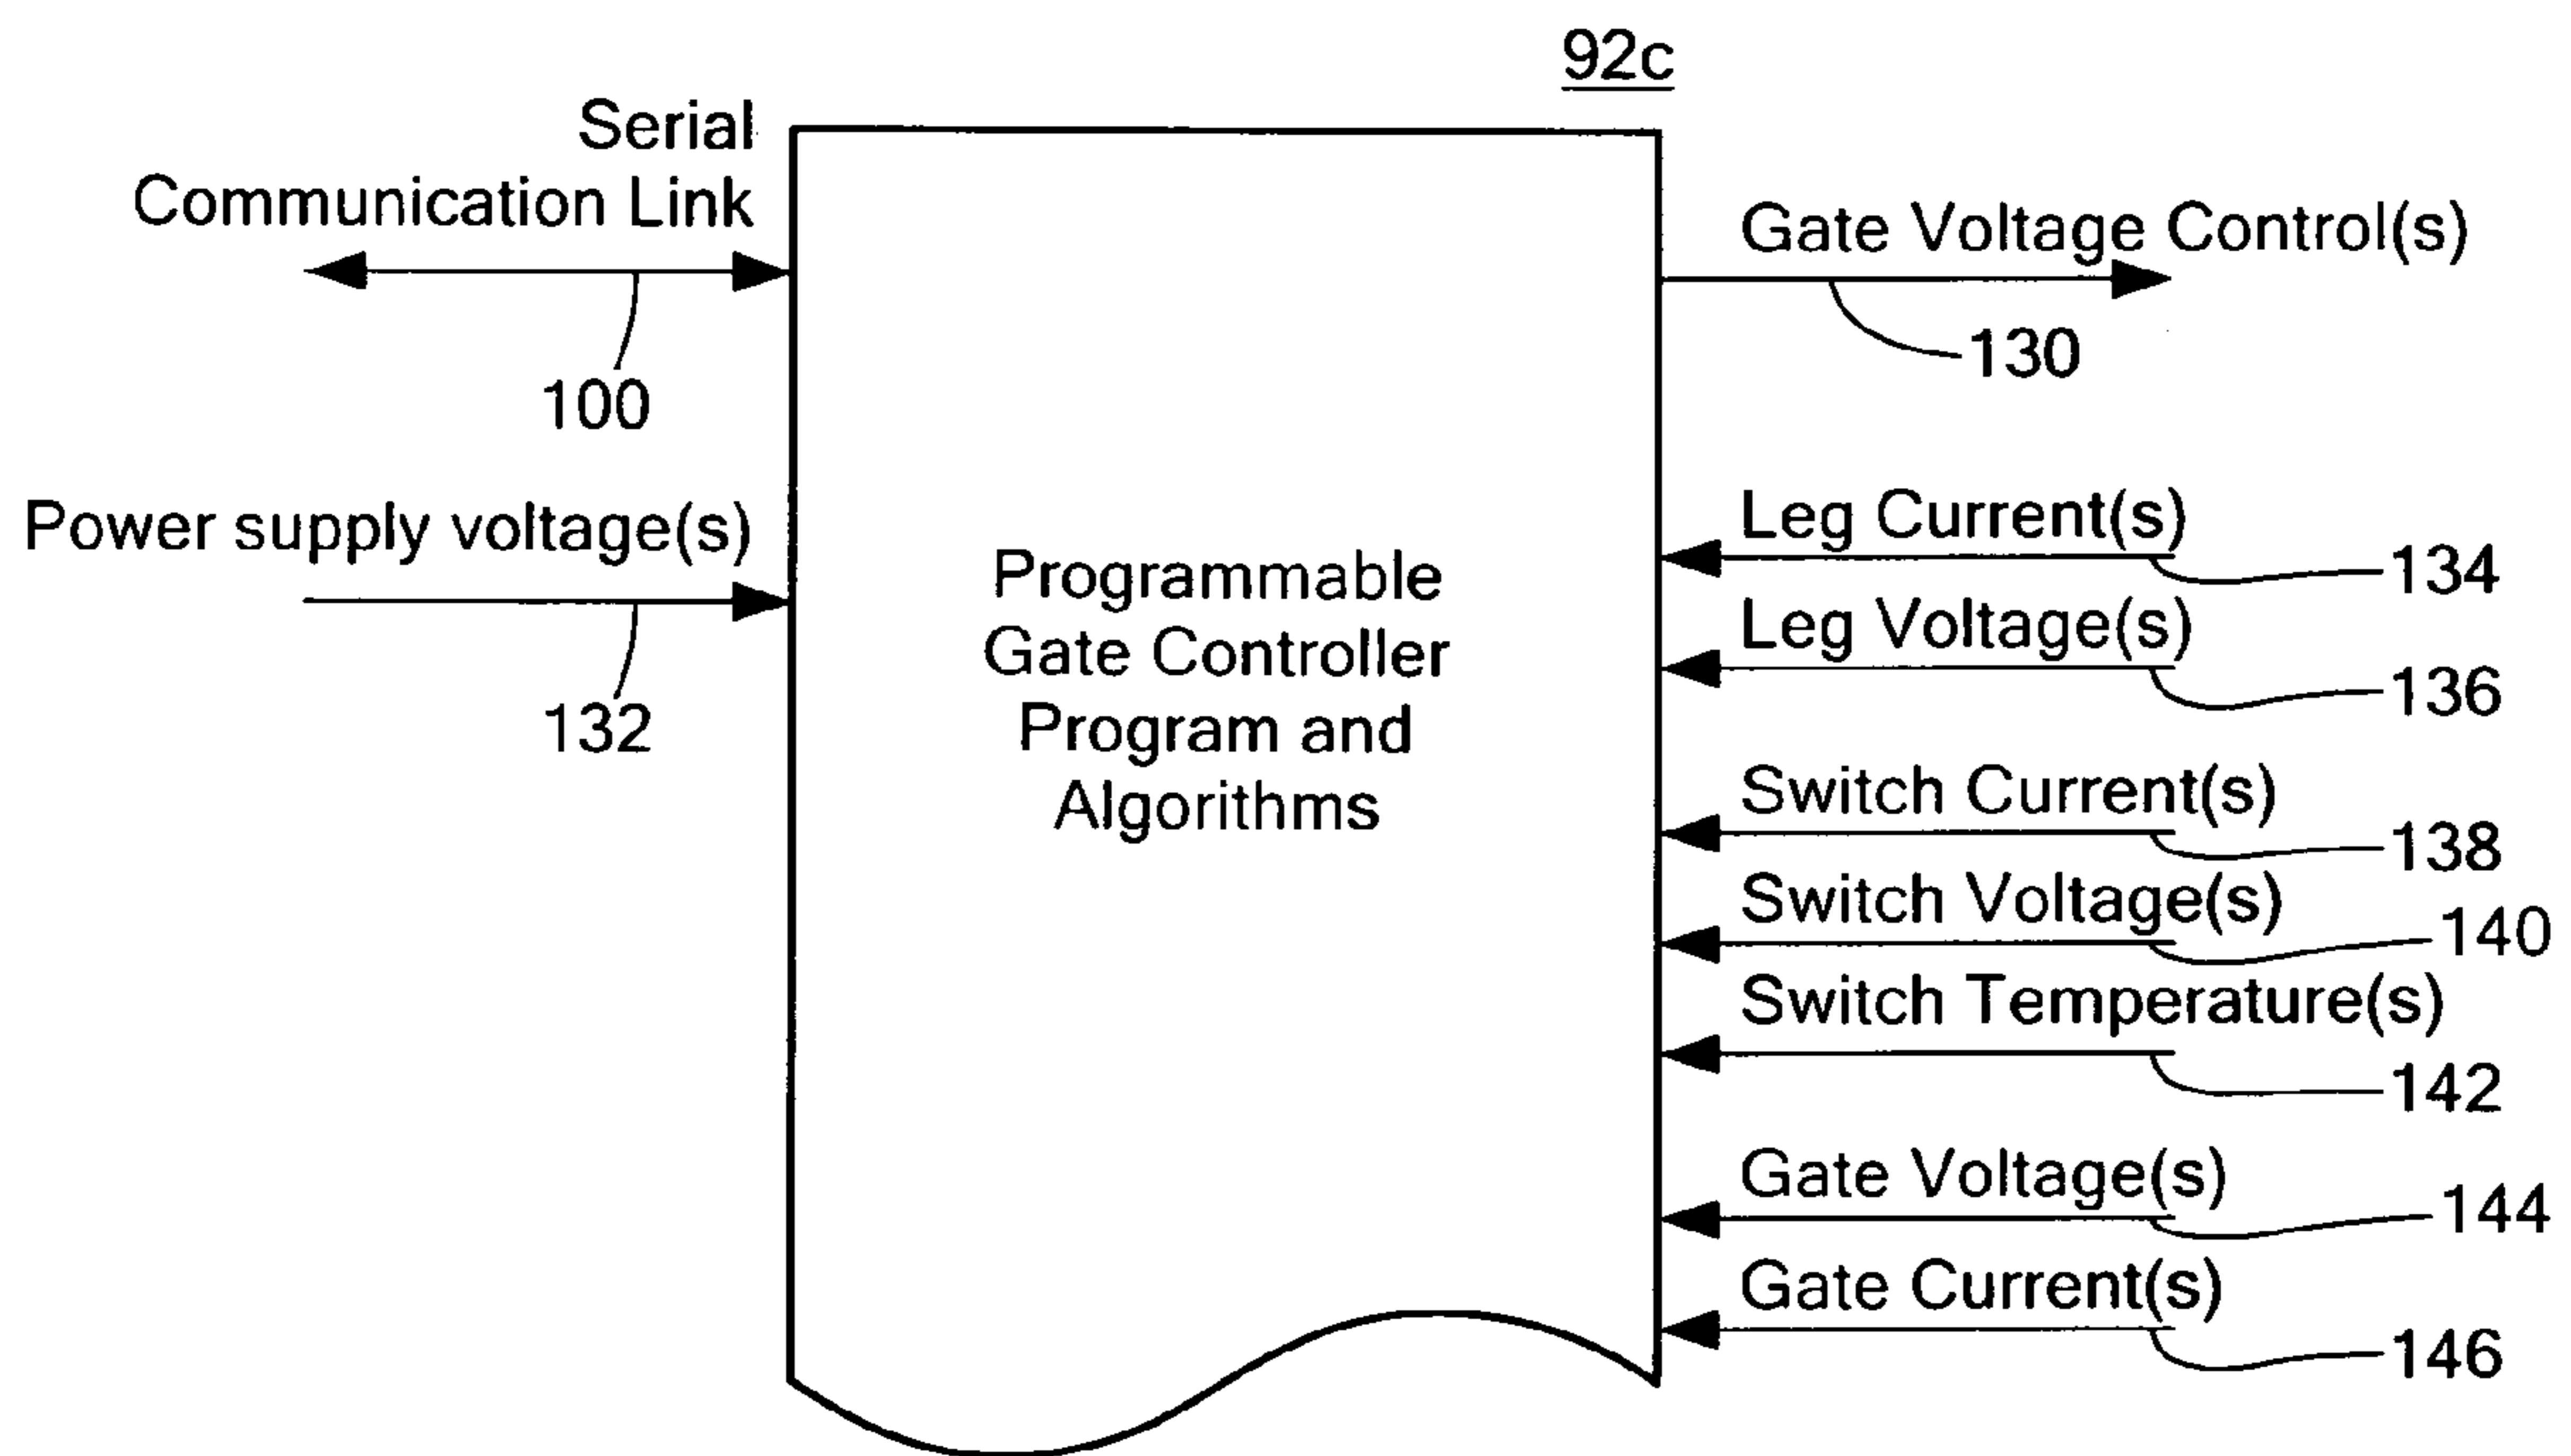 92c
Serial
Communication Link
100
Power supply voltage(s)
132
Programmable
Gate Controller
Program and
Algorithms
Gate Voltage Control(s)
130
Leg Current(s)
134
Leg Voltage(s)
136
Switch Current(s)
138
Switch Voltage(s)
140
Switch Temperature(s)
142
Gate Voltage(s)
144
Gate Current(s)
146